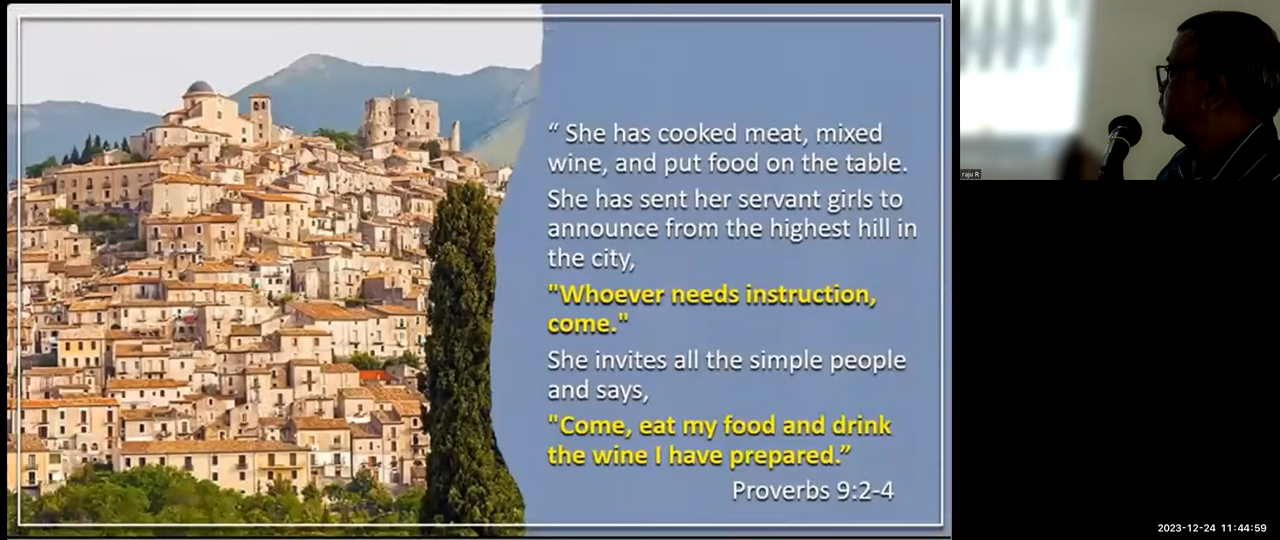 “ She has cooked meat, mixed
wine, and put food on the table.
She has sent her servant girls to
announce from the highest hill in
the city,
"Whoever needs instruction,
come."
She invites all the simple people
and says,
"Come, eat my food and drink
the wine I have prepared.”
Proverbs 9:2-4
raju R
2023-12-24 11:44:59